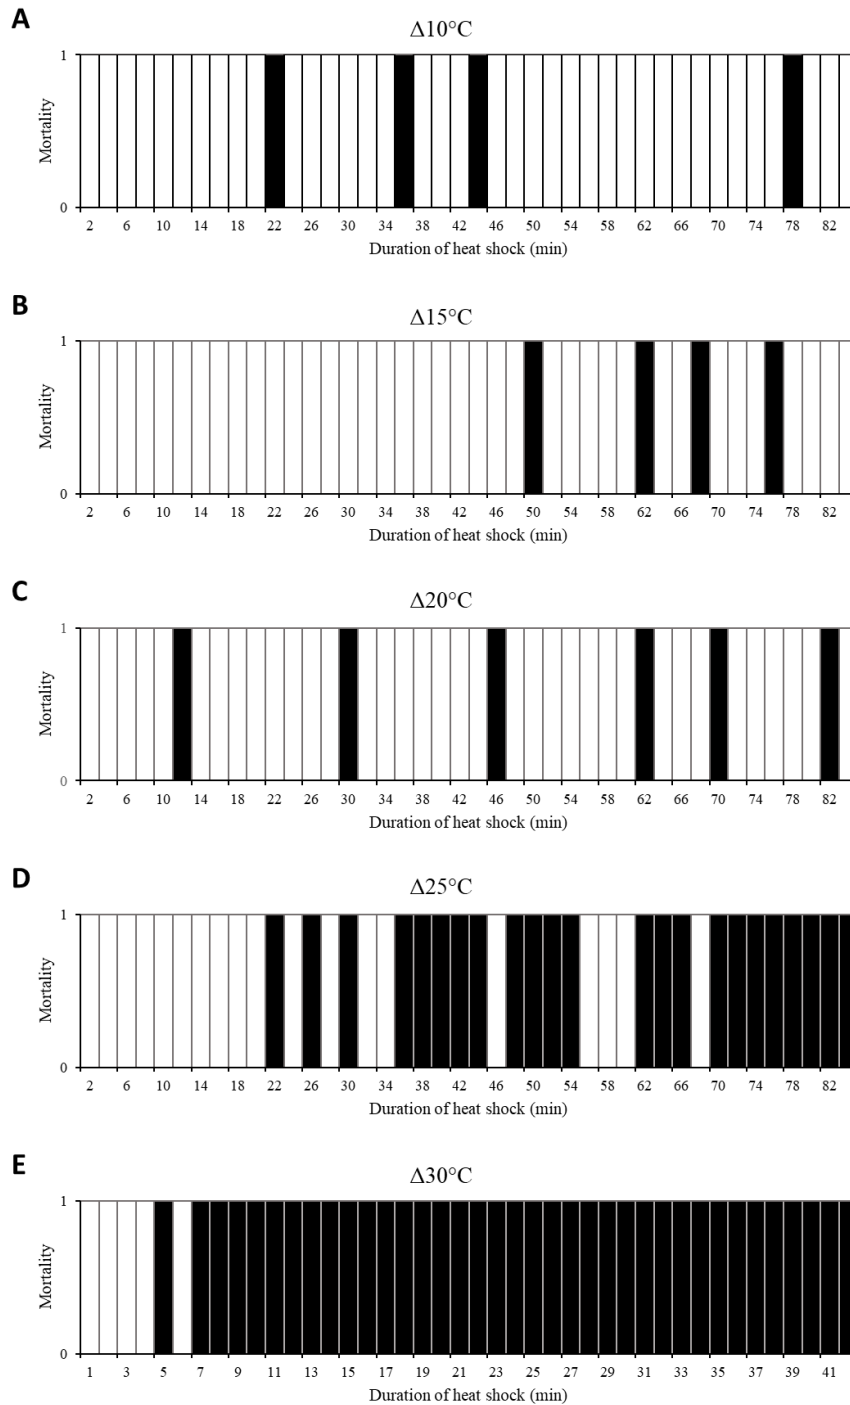 A
Δ10°C
1
Mortality
0
2 6 10 14 18 22 26 30 34 38 42 46 50 54 58 62 66 70 74 78 82
Duration of heat shock (min)
B
Δ15°C
1
Mortality
0
2 6 10 14 18 22 26 30 34 38 42 46 50 54 58 62 66 70 74 78 82
Duration of heat shock (min)
C
Δ20°C
1
Mortality
0
2 6 10 14 18 22 26 30 34 38 42 46 50 54 58 62 66 70 74 78 82
Duration of heat shock (min)
D
Δ25°C
1
Mortality
0
2 6 10 14 18 22 26 30 34 38 42 46 50 54 58 62 66 70 74 78 82
Duration of heat shock (min)
E
Δ30°C
1
Mortality
0
1 3 5 7 9 11 13 15 17 19 21 23 25 27 29 31 33 35 37 39 41
Duration of heat shock (min)